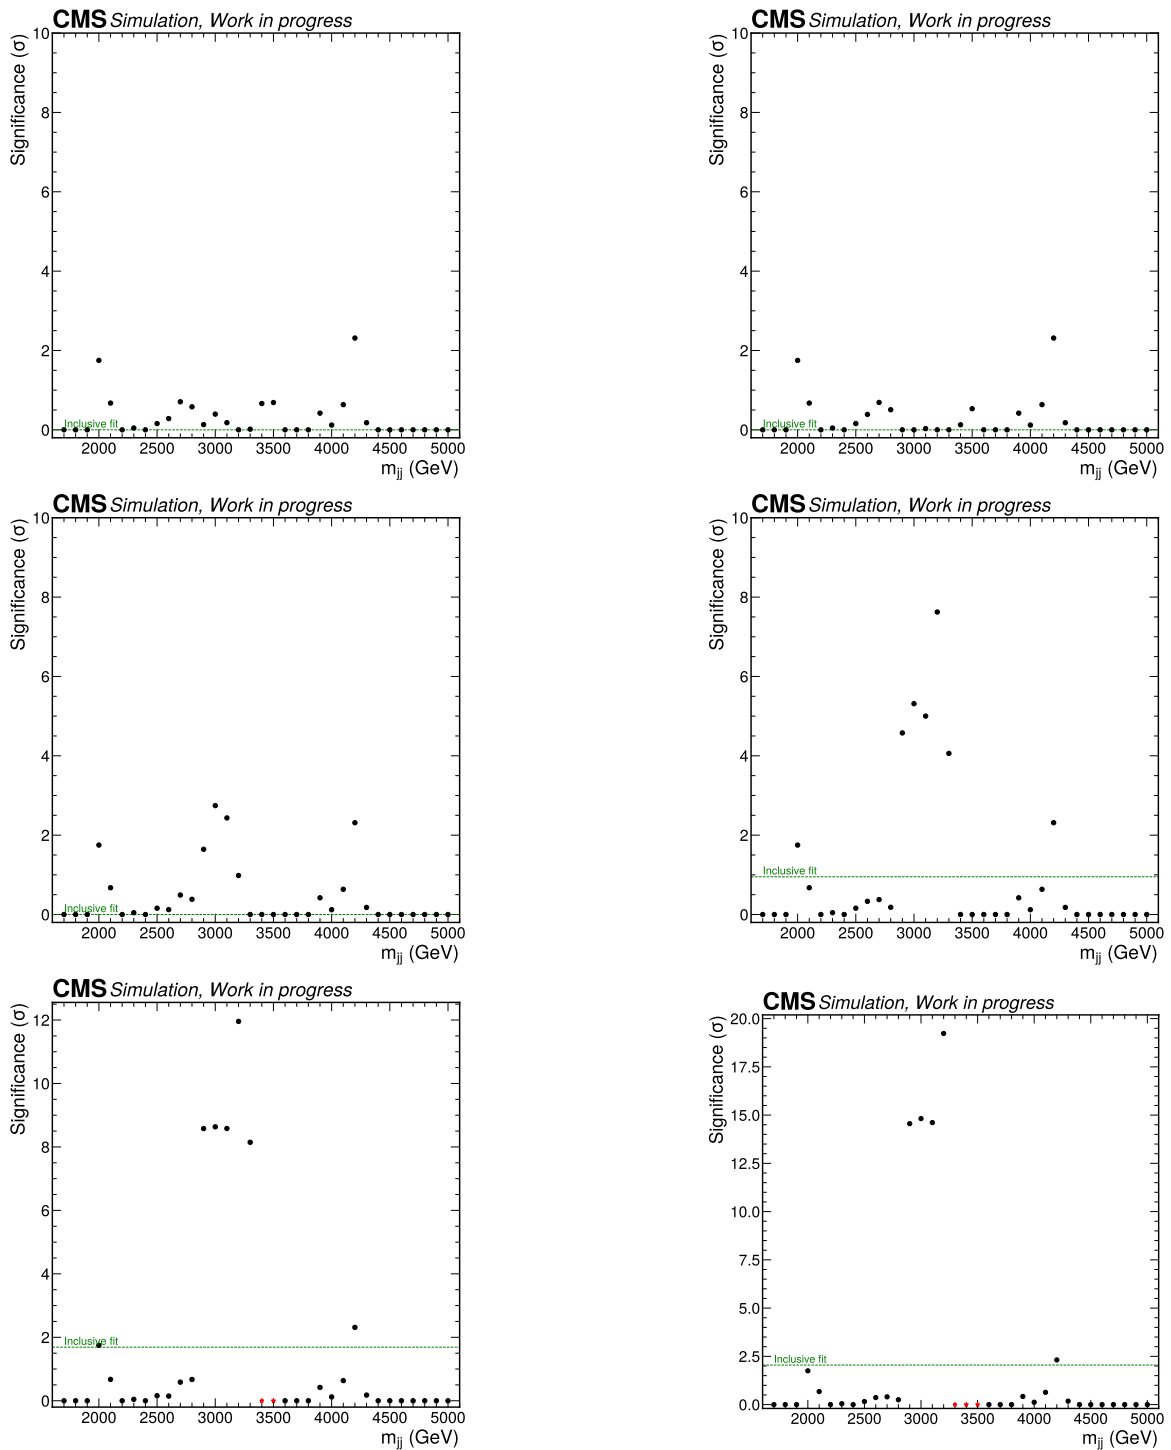 CMS Simulation, Work in progress
Significance (σ)
10
8
6
4
2
0
Inclusive fit
2000 2500 3000 3500 4000 4500 5000
m_jj (GeV)
CMS Simulation, Work in progress
Significance (σ)
10
8
6
4
2
0
Inclusive fit
2000 2500 3000 3500 4000 4500 5000
m_jj (GeV)
CMS Simulation, Work in progress
Significance (σ)
10
8
6
4
2
0
Inclusive fit
2000 2500 3000 3500 4000 4500 5000
m_jj (GeV)
CMS Simulation, Work in progress
Significance (σ)
10
8
6
4
2
0
Inclusive fit
2000 2500 3000 3500 4000 4500 5000
m_jj (GeV)
CMS Simulation, Work in progress
Significance (σ)
12
10
8
6
4
2
0
Inclusive fit
2000 2500 3000 3500 4000 4500 5000
m_jj (GeV)
CMS Simulation, Work in progress
Significance (σ)
20.0
17.5
15.0
12.5
10.0
7.5
5.0
2.5
0.0
Inclusive fit
2000 2500 3000 3500 4000 4500 5000
m_jj (GeV)